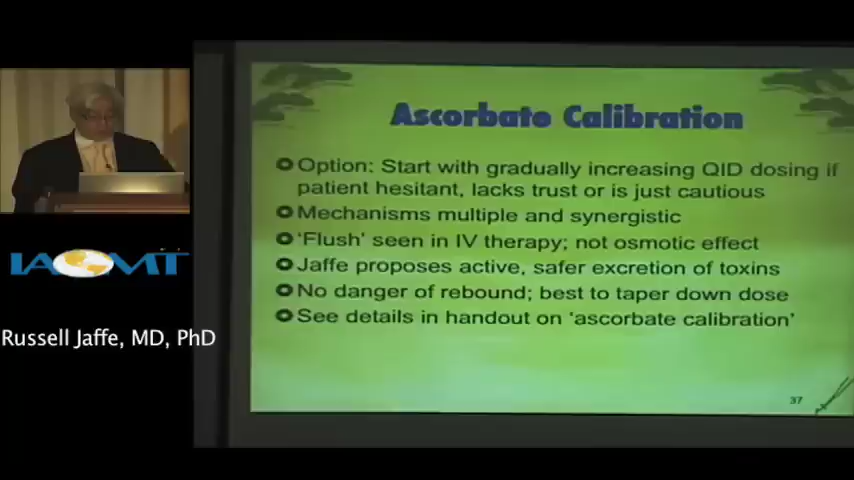 Ascorbate Calibration
Option: Start with gradually increasing QID dosing if
patient hesitant, lacks trust or is just cautious
Mechanisms multiple and synergistic
'Flush' seen in IV therapy; not osmotic effect
Jaffe proposes active, safer excretion of toxins
No danger of rebound; best to taper down dose
See details in handout on 'ascorbate calibration'
37
IAOMT
Russell Jaffe, MD, PhD